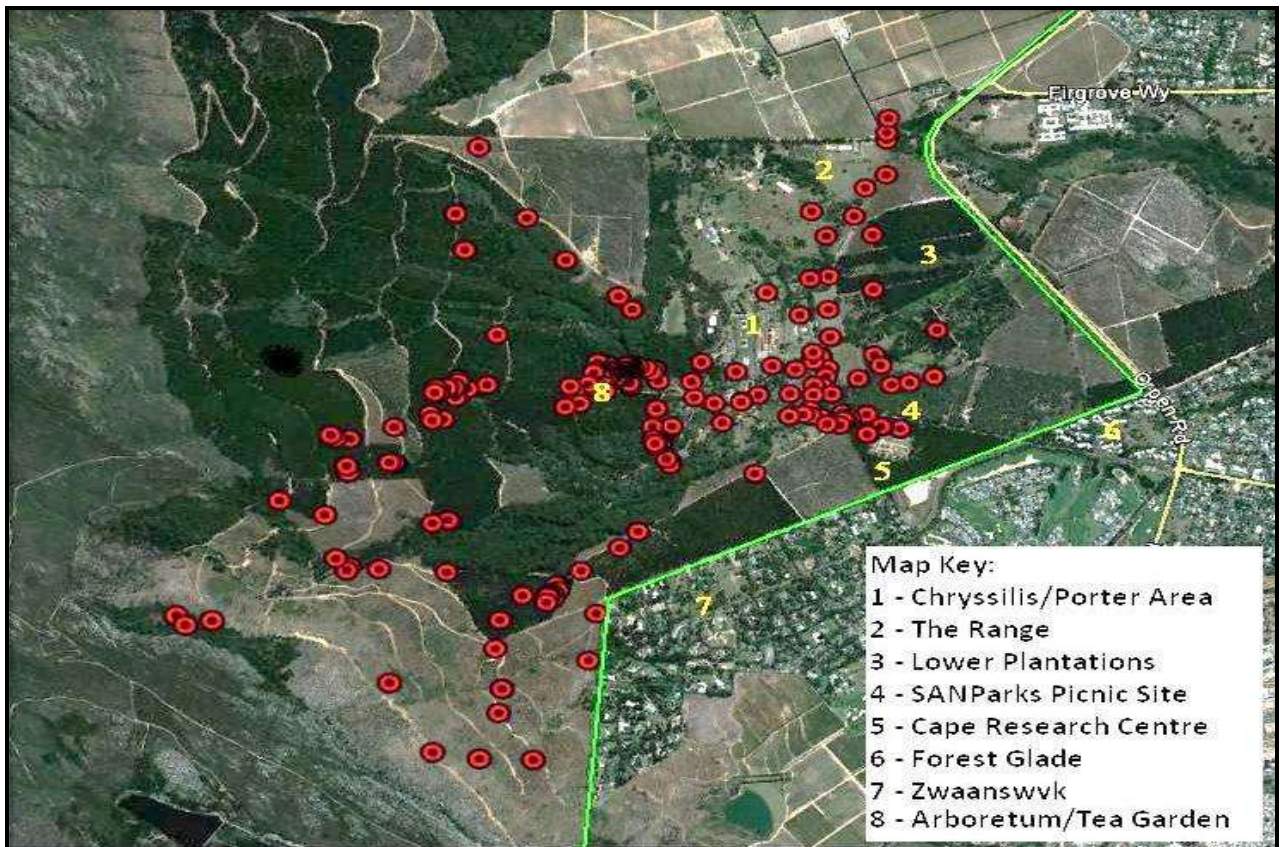 Firgrove Wy
2
3
1
8
4
Orpen Rd
6
5
7
Map Key:
1 - Chryssilis/Porter Area
2 - The Range
3 - Lower Plantations
4 - SANParks Picnic Site
5 - Cape Research Centre
6 - Forest Glade
7 - Zwaanswyk
8 - Arboretum/Tea Garden